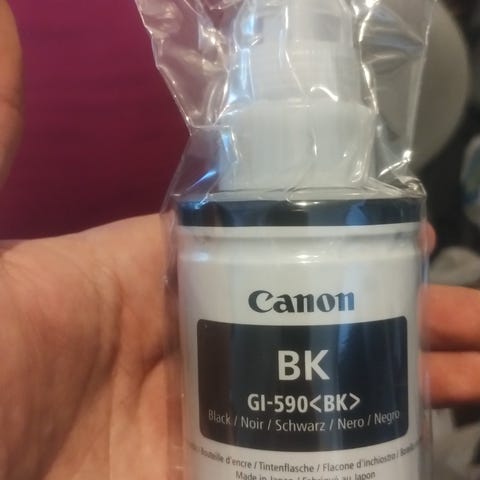 Canon
BK
GI-590<BK>
Black / Noir / Schwarz / Nero / Negro
/ Bouteille d'encre / Tintenflasche / Flacone d'inchiostro /
Made in Japan / Fabriqué au Japon